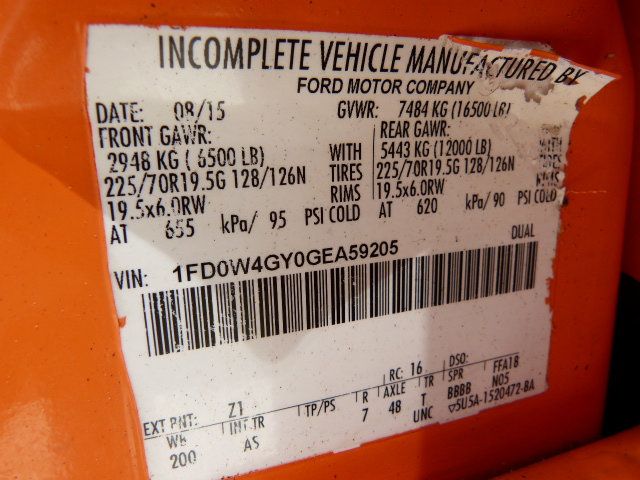 INCOMPLETE VEHICLE MANUFACTURED BY
FORD MOTOR COMPANY
DATE: 08/15 GVWR: 7484 KG (16500 LB)
FRONT GAWR: REAR GAWR:
2948 KG ( 6500 LB) WITH 5443 KG (12000 LB) WITH
225/70R19.5G 128/126N TIRES 225/70R19.5G 128/126N TIRES
19.5x6.0RW RIMS 19.5x6.0RW RIMS
AT 655 kPa/ 95 PSI COLD AT 620 kPa/ 90 PSI COLD
VIN: 1FD0W4GY0GEA59205 DUAL
RC: 16 DSO:
EXT PNT: Z1 R AXLE TR SPR FFA18
WB INT TR TP/PS 7 48 T BBBB N05
200 AS UNC ▽5U5A-1520472-BA